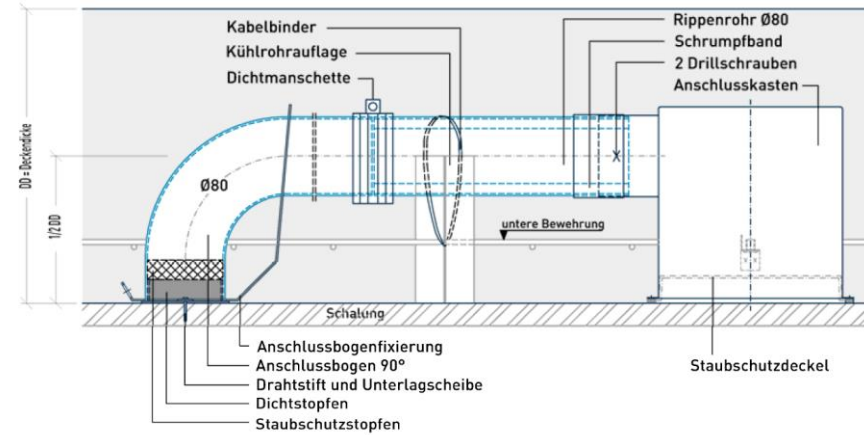 Kabelbinder
Kühlrohrauflage
Dichtmanschette
Rippenrohr Ø80
Schrumpfband
2 Drillschrauben
Anschlusskasten
DD = Deckendicke
1/2 DD
Ø80
X
untere Bewehrung
Schalung
Anschlussbogenfixierung
Anschlussbogen 90°
Drahtstift und Unterlagscheibe
Dichtstopfen
Staubschutzstopfen
Staubschutzdeckel